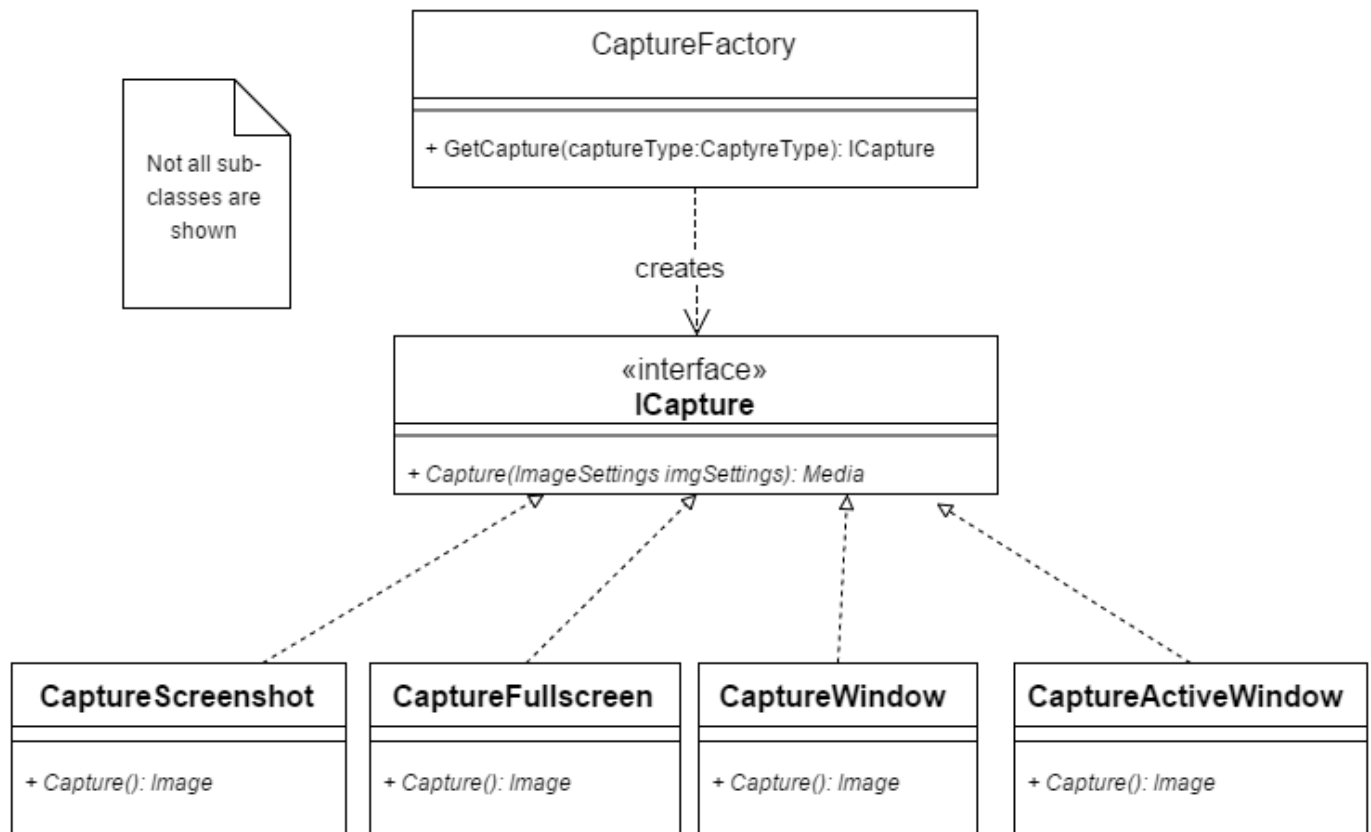 CaptureFactory
+ GetCapture(captureType:CaptyreType): ICapture
Not all sub-
classes are
shown
creates
«interface»
ICapture
+ Capture(ImageSettings imgSettings): Media
CaptureScreenshot
+ Capture(): Image
CaptureFullscreen
+ Capture(): Image
CaptureWindow
+ Capture(): Image
CaptureActiveWindow
+ Capture(): Image